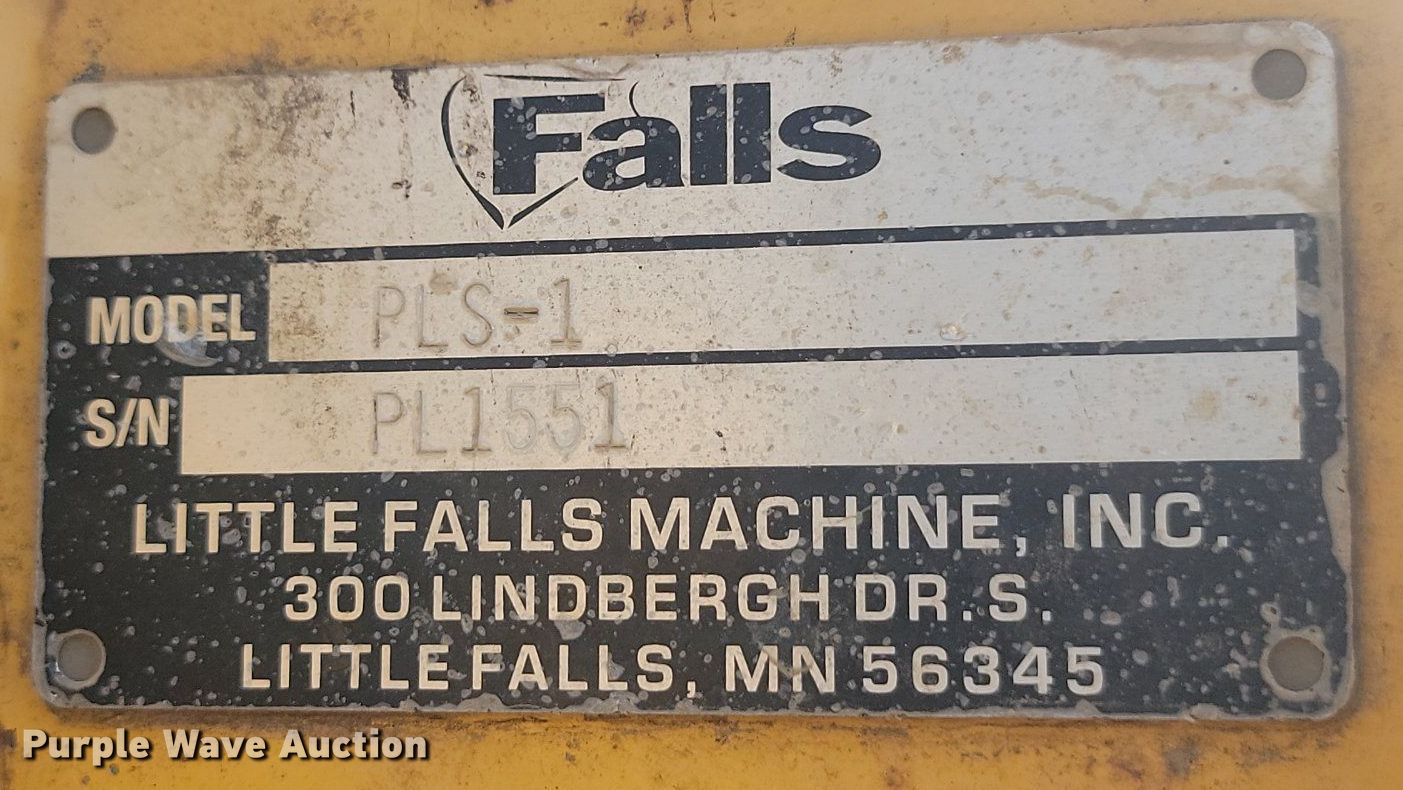 Falls
MODEL PLS-1
S/N PL1551
LITTLE FALLS MACHINE, INC.
300 LINDBERGH DR.S.
LITTLE FALLS, MN 56345
Purple Wave Auction